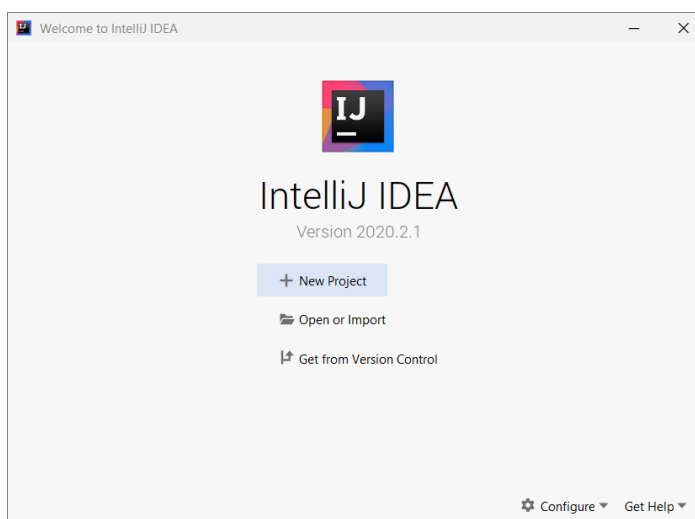 Welcome to IntelliJ IDEA
IJ
IntelliJ IDEA
Version 2020.2.1
New Project
Open or Import
Get from Version Control
Configure Get Help